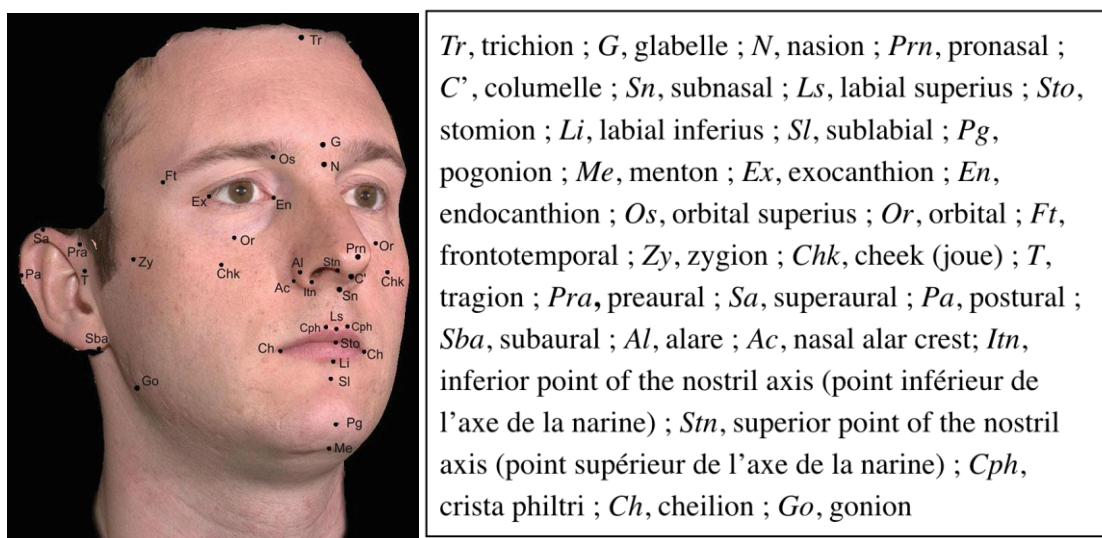 Tr
G
Os
N
Ft
Ex
En
Or
Or
Sa
Pra
Prn
Zy
Pa
T
Chk
Al
Stn
C'
Chk
Ac
Itn
Sn
Ls
Cph
Cph
Sba
Sto
Ch
Ch
Li
Go
Sl
Pg
Me
Tr, trichion ; G, glabelle ; N, nasion ; Prn, pronasal ;
C’, columelle ; Sn, subnasal ; Ls, labial superius ; Sto,
stomion ; Li, labial inferius ; Sl, sublabial ; Pg,
pogonion ; Me, menton ; Ex, exocanthion ; En,
endocanthion ; Os, orbital superius ; Or, orbital ; Ft,
frontotemporal ; Zy, zygion ; Chk, cheek (joue) ; T,
tragion ; Pra, preaural ; Sa, superaural ; Pa, postural ;
Sba, subaural ; Al, alare ; Ac, nasal alar crest; Itn,
inferior point of the nostril axis (point inférieur de
l’axe de la narine) ; Stn, superior point of the nostril
axis (point supérieur de l’axe de la narine) ; Cph,
crista philtri ; Ch, cheilion ; Go, gonion